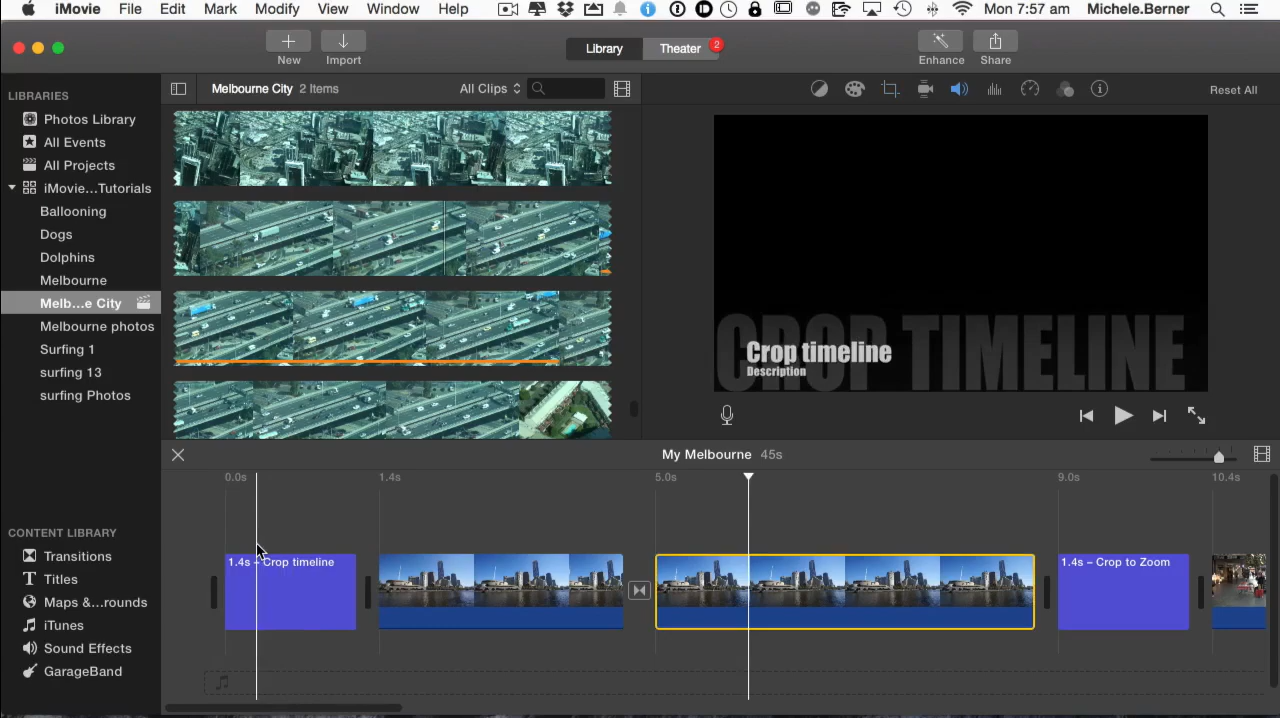 iMovie File Edit Mark Modify View Window Help Mon 7:57 am Michele.Berner
New Import Library Theater 2 Enhance Share
LIBRARIES
Photos Library
All Events
All Projects
iMovie...Tutorials
Ballooning
Dogs
Dolphins
Melbourne
Melb...e City
Melbourne photos
Surfing 1
surfing 13
surfing Photos
CONTENT LIBRARY
Transitions
Titles
Maps &...rounds
iTunes
Sound Effects
GarageBand
Melbourne City 2 Items All Clips
Reset All
CROP TIMELINE
Crop timeline
Description
My Melbourne 45s
0.0s 1.4s 5.0s 9.0s 10.4s
1.4s – Crop timeline
1.4s – Crop to Zoom